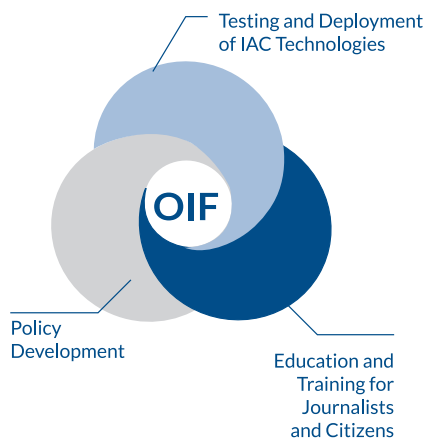 Testing and Deployment
of IAC Technologies
OIF
Policy
Development
Education and
Training for
Journalists
and Citizens